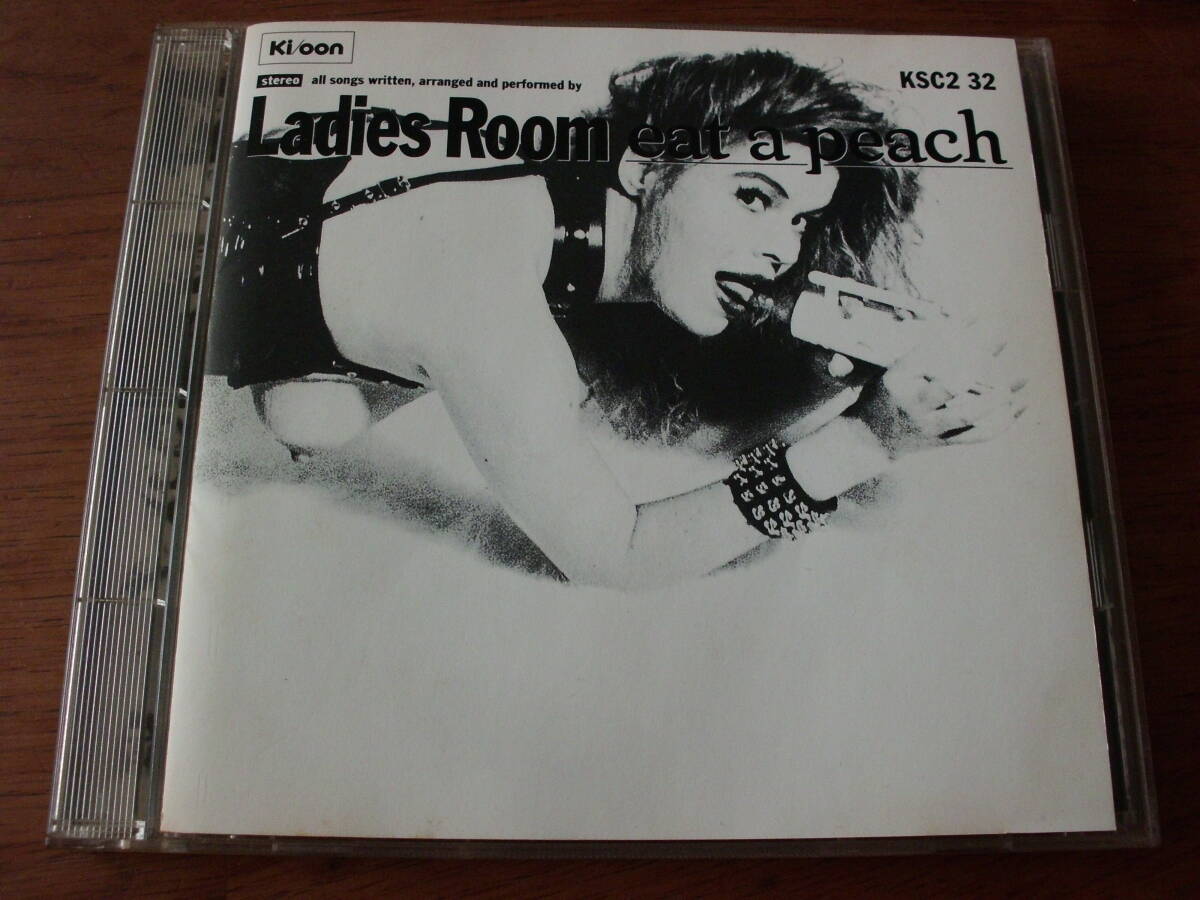 Ki/oon
stereo all songs written, arranged and performed by
KSC2 32
Ladies Room eat a peach